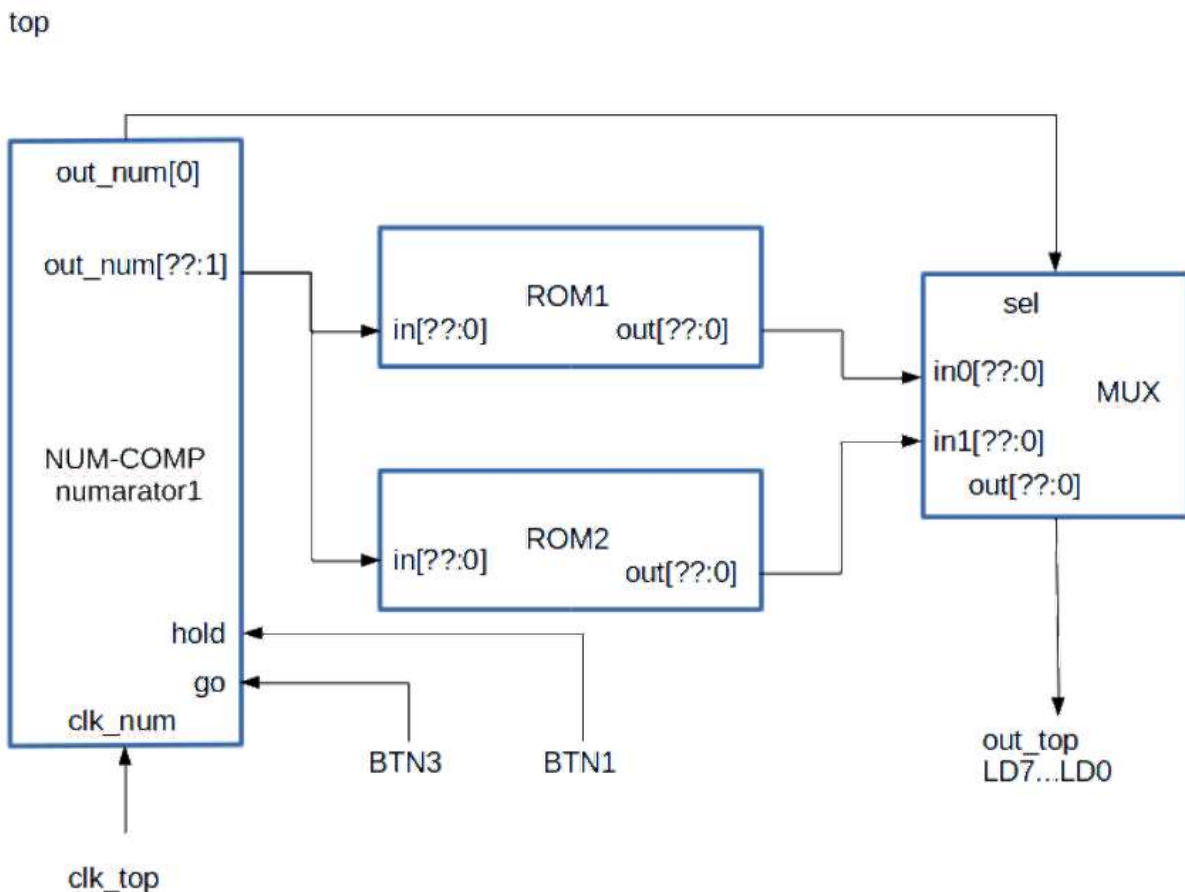 top
out_num[0]
out_num[??:1]
NUM-COMP
numarator1
hold
go
clk_num
clk_top
ROM1
in[??:0]
out[??:0]
ROM2
in[??:0]
out[??:0]
BTN3
BTN1
sel
in0[??:0]
MUX
in1[??:0]
out[??:0]
out_top
LD7...LD0